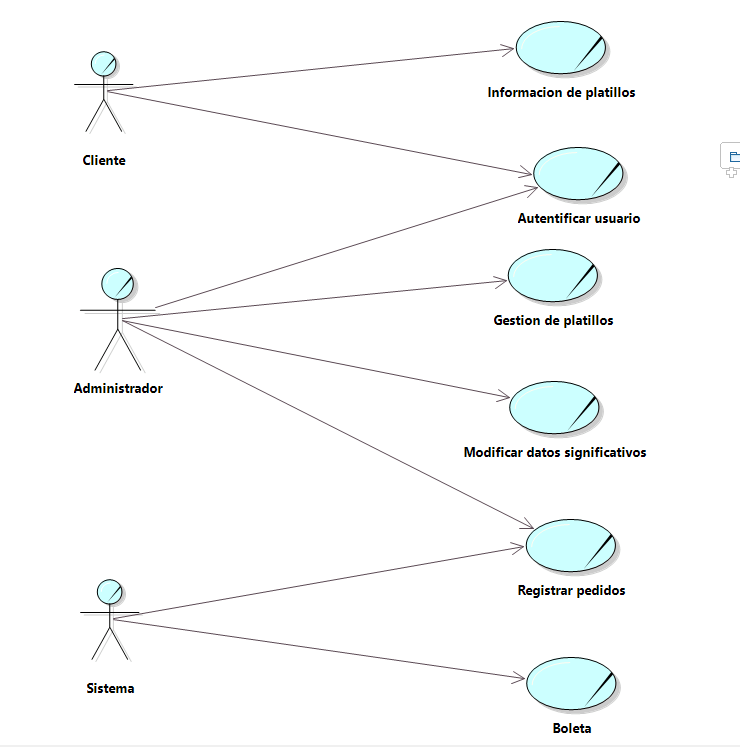 Informacion de platillos
Cliente
Autentificar usuario
Gestion de platillos
Administrador
Modificar datos significativos
Registrar pedidos
Sistema
Boleta